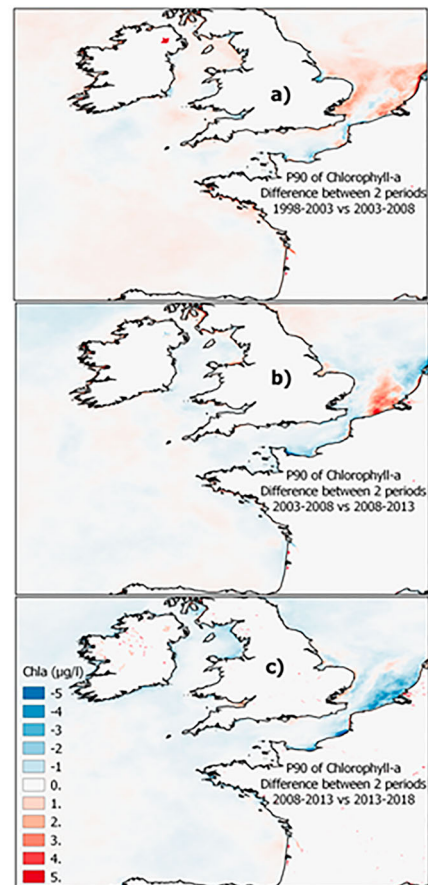 a)
P90 of Chlorophyll-a
Difference between 2 periods
1998-2003 vs 2003-2008
b)
P90 of Chlorophyll-a
Difference between 2 periods
2003-2008 vs 2008-2013
c)
P90 of Chlorophyll-a
Difference between 2 periods
2008-2013 vs 2013-2018
Chla (µg/l)
-5
-4
-3
-2
-1
0.
1.
2.
3.
4.
5.